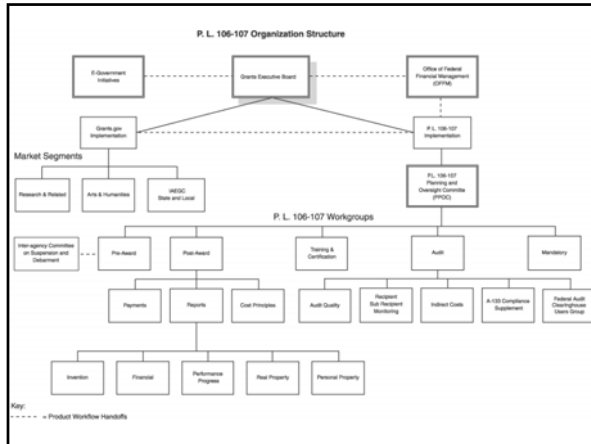 P. L. 106-107 Organization Structure
E-Government
Initiatives
Grants Executive Board
Office of Federal
Financial Management
(OFFM)
Grants.gov
Implementation
P.L. 106-107
Implementation
Market Segments
Research & Related
Arts & Humanities
IAEGC
State and Local
P.L. 106-107
Planning and
Oversight Committe
(PPOC)
P. L. 106-107 Workgroups
Inter-agency Committee
on Suspension and
Debarment
Pre-Award
Post-Award
Training &
Certification
Audit
Mandatory
Payments
Reports
Cost Principles
Audit Quality
Recipient
Sub Recipient
Monitoring
Indirect Costs
A-133 Compliance
Supplement
Federal Audit
Clearinghouse
Users Group
Invention
Financial
Performance
Progress
Real Property
Personal Property
Key:
= Product Workflow Handoffs